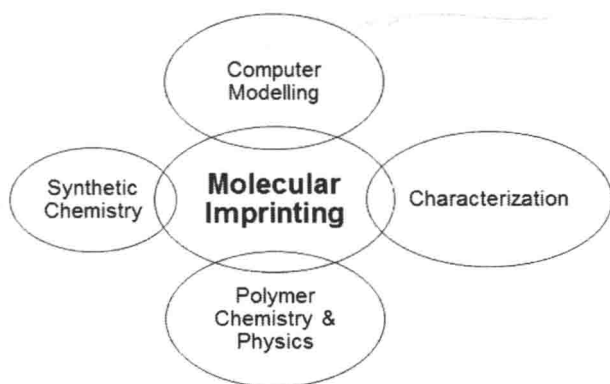 Computer
Modelling
Synthetic
Chemistry
Molecular
Imprinting
Characterization
Polymer
Chemistry &
Physics